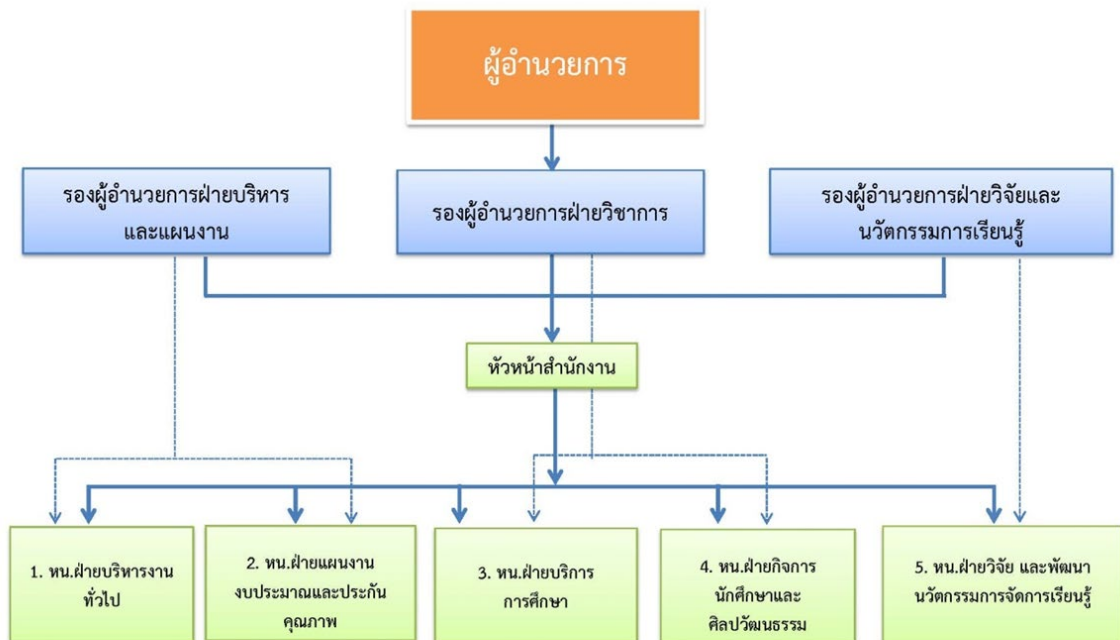 ผู้อำนวยการ
รองผู้อำนวยการฝ่ายบริหาร
และแผนงาน
รองผู้อำนวยการฝ่ายวิชาการ
รองผู้อำนวยการฝ่ายวิจัยและ
นวัตกรรมการเรียนรู้
หัวหน้าสำนักงาน
1. หน.ฝ่ายบริหารงาน
ทั่วไป
2. หน.ฝ่ายแผนงาน
งบประมาณและประกัน
คุณภาพ
3. หน.ฝ่ายบริการ
การศึกษา
4. หน.ฝ่ายกิจการ
นักศึกษาและ
ศิลปวัฒนธรรม
5. หน.ฝ่ายวิจัย และพัฒนา
นวัตกรรมการจัดการเรียนรู้